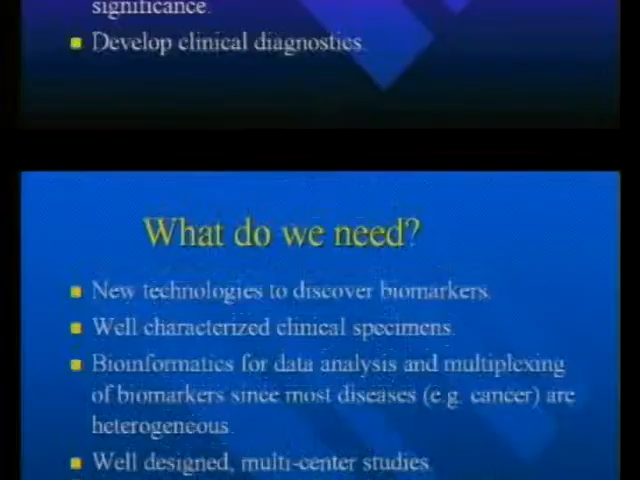 significance.
Develop clinical diagnostics.
What do we need?
New technologies to discover biomarkers.
Well characterized clinical specimens.
Bioinformatics for data analysis and multiplexing
of biomarkers since most diseases (e.g. cancer) are
heterogeneous.
Well designed, multi-center studies.